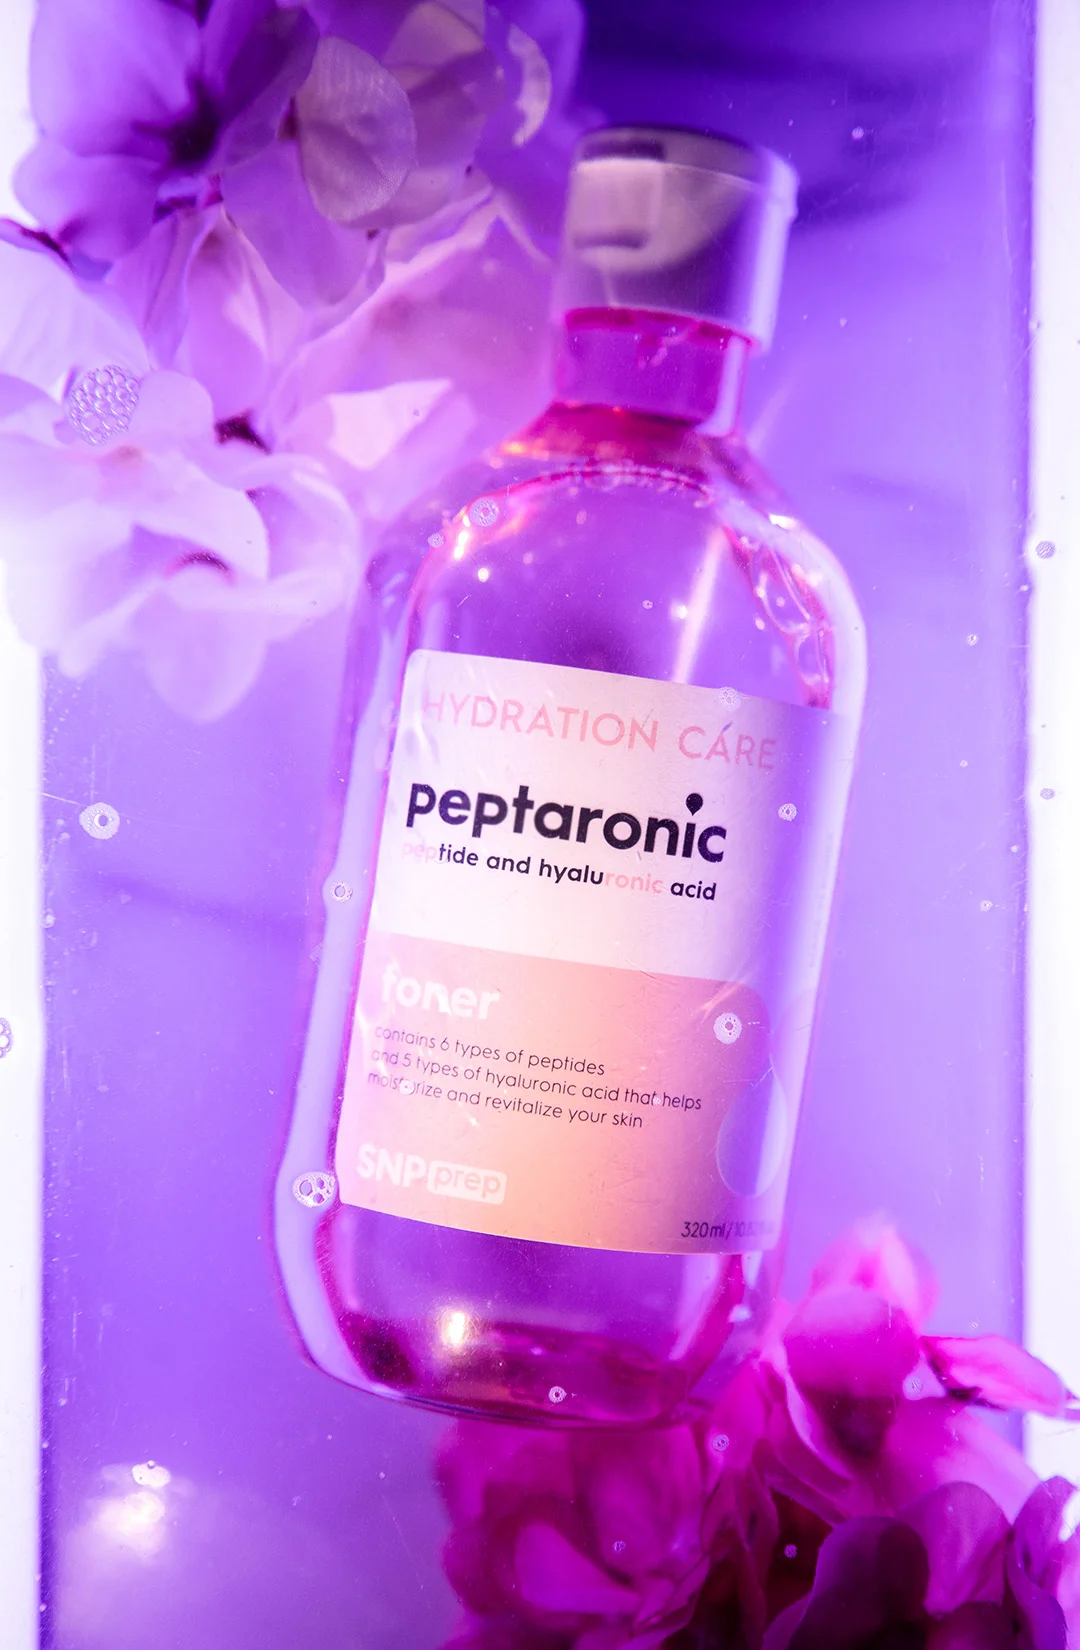 HYDRATION CARE
peptaronic
peptide and hyaluronic acid
toner
contains 6 types of peptides
and 5 types of hyaluronic acid that helps
moisturize and revitalize your skin
SNP prep
320ml /